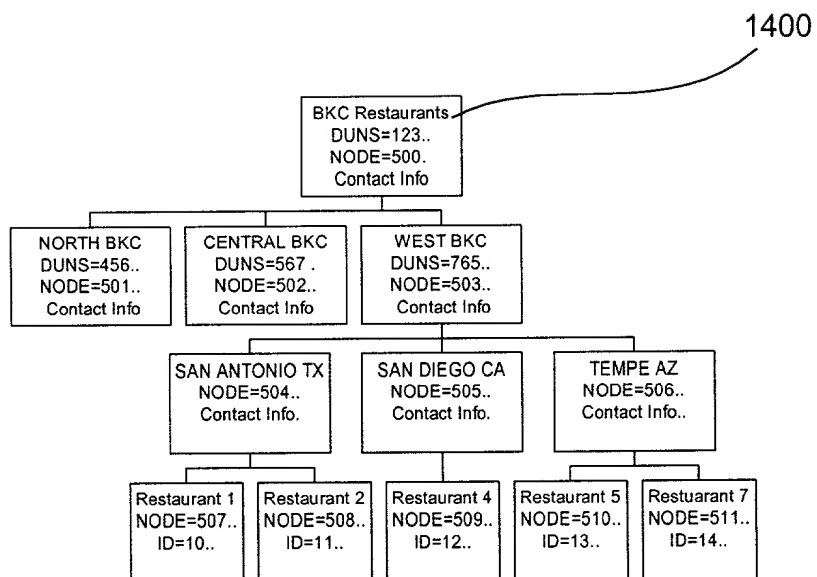 1400
BKC Restaurants
DUNS=123..
NODE=500.
Contact Info
NORTH BKC
DUNS=456..
NODE=501..
Contact Info
CENTRAL BKC
DUNS=567 .
NODE=502..
Contact Info
WEST BKC
DUNS=765..
NODE=503..
Contact Info
SAN ANTONIO TX
NODE=504..
Contact Info.
SAN DIEGO CA
NODE=505..
Contact Info.
TEMPE AZ
NODE=506..
Contact Info..
Restaurant 1
NODE=507..
ID=10..
Restaurant 2
NODE=508..
ID=11..
Restaurant 4
NODE=509..
ID=12..
Restaurant 5
NODE=510..
ID=13..
Restuarant 7
NODE=511..
ID=14..